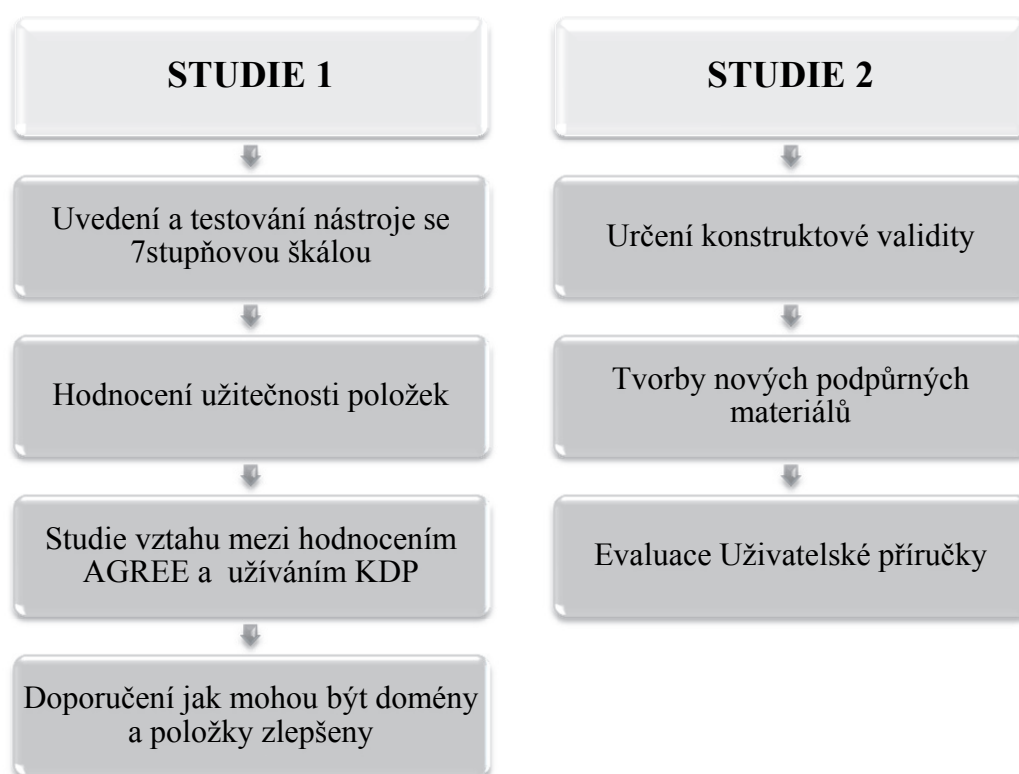 STUDIE 1
Uvedení a testování nástroje se
7stupňovou škálou
Hodnocení užitečnosti položek
Studie vztahu mezi hodnocením
AGREE a užíváním KDP
Doporučení jak mohou být domény
a položky zlepšeny
STUDIE 2
Určení konstruktové validity
Tvorby nových podpůrných
materiálů
Evaluace Uživatelské příručky